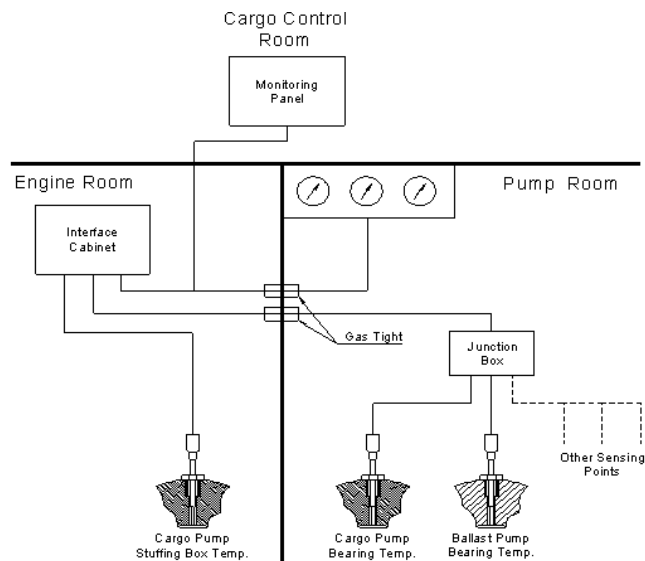 Cargo Control
Room
Monitoring
Panel
Engine Room
Pump Room
Interface
Cabinet
Gas Tight
Junction
Box
Other Sensing
Points
Cargo Pump
Stuffing Box Temp.
Cargo Pump
Bearing Temp.
Ballast Pump
Bearing Temp.